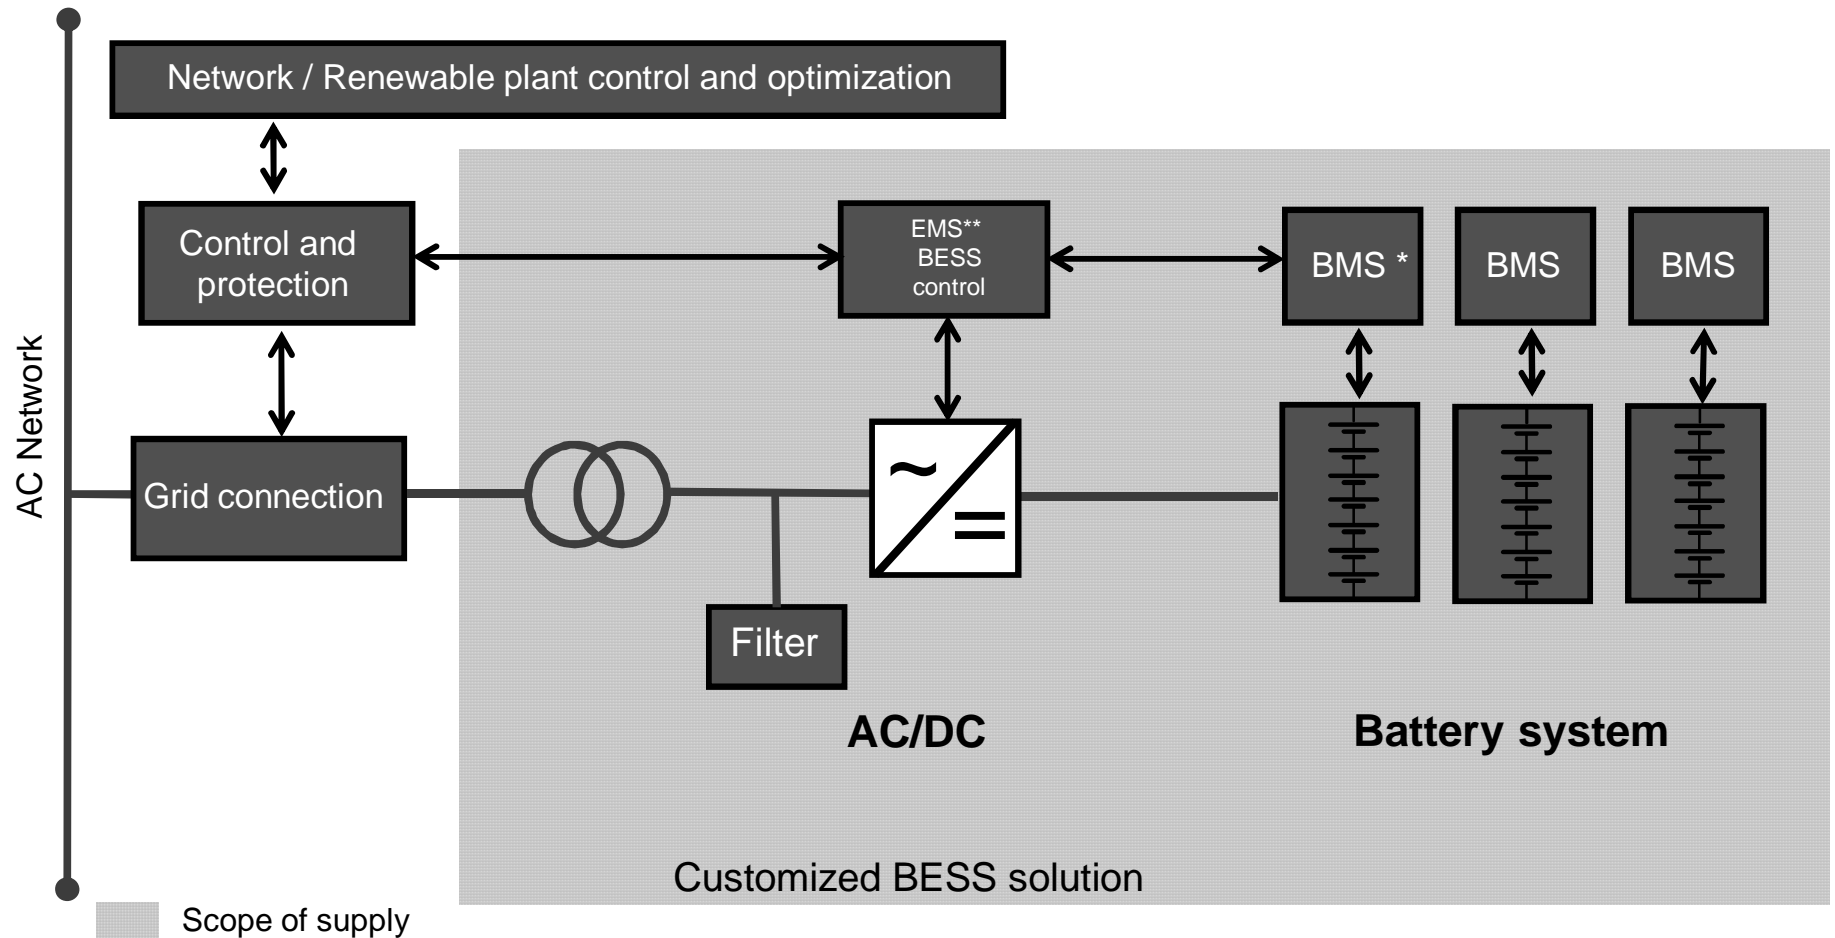 Network / Renewable plant control and optimization
Control and
protection
EMS**
BESS
control
BMS *
BMS
BMS
AC Network
Grid connection
~
=
Filter
AC/DC
Battery system
Customized BESS solution
Scope of supply